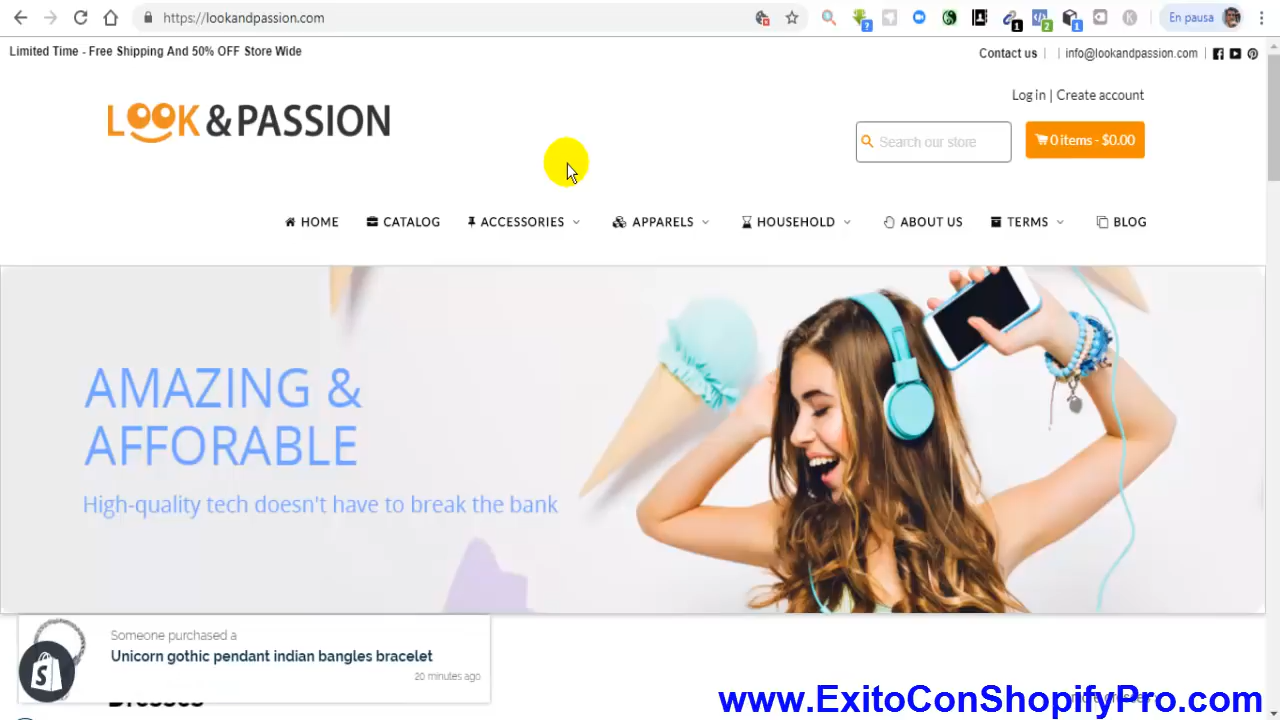 https://lookandpassion.com
En pausa
Limited Time - Free Shipping And 50% OFF Store Wide
Contact us | | info@lookandpassion.com |
Log in | Create account
LOOK & PASSION
Search our store
0 items - $0.00
HOME CATALOG ACCESSORIES APPARELS HOUSEHOLD ABOUT US TERMS BLOG
AMAZING &
AFFORABLE
High-quality tech doesn't have to break the bank
Someone purchased a
Unicorn gothic pendant indian bangles bracelet
20 minutes ago
Dresses
www.ExitoConShopifyPro.com